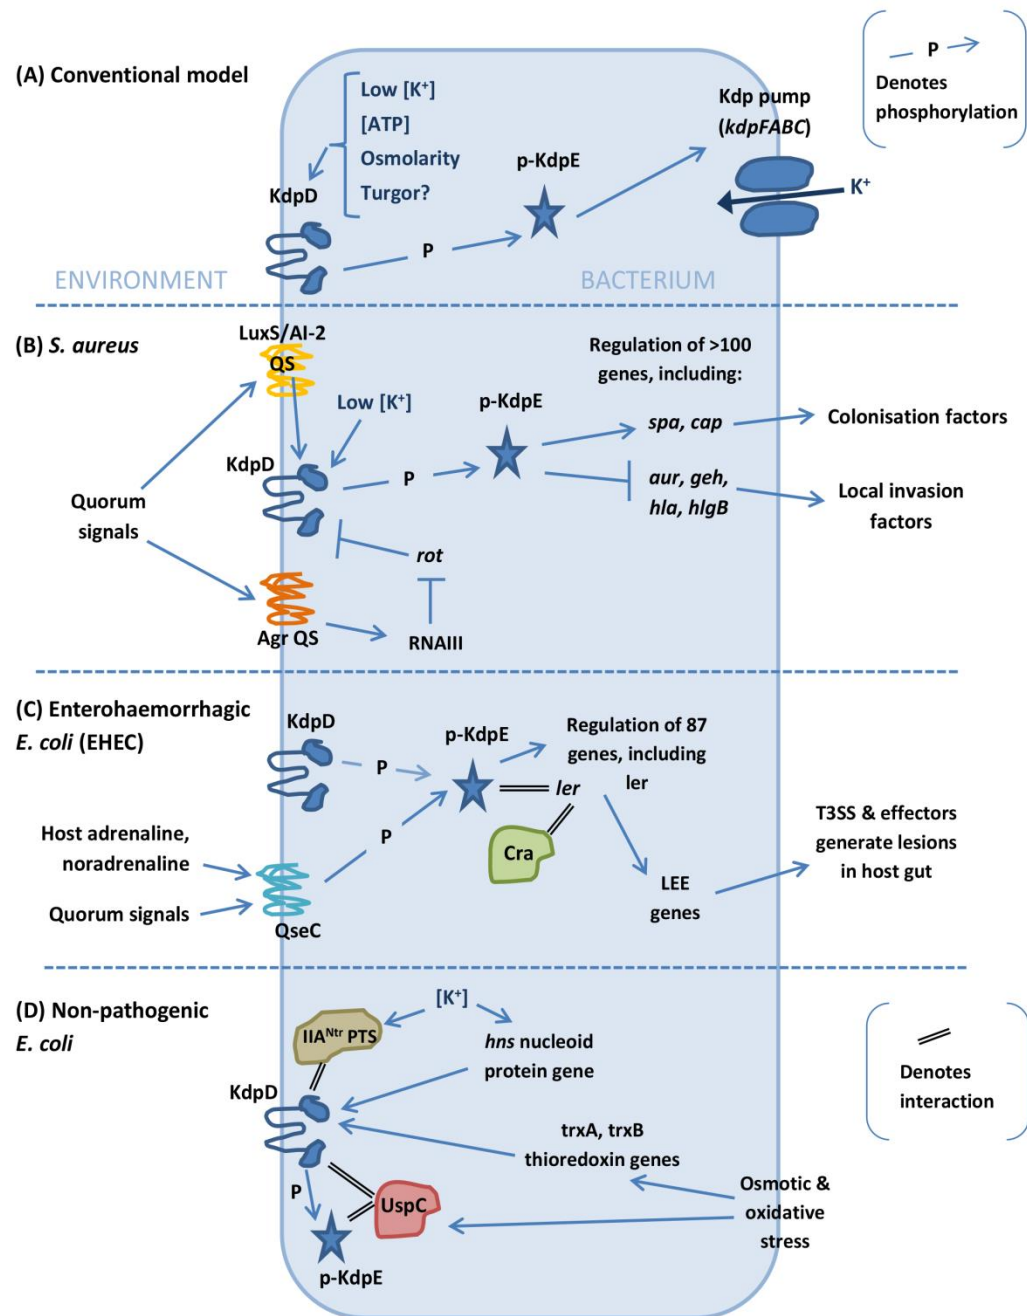 (A) Conventional model
Low [K⁺]
[ATP]
Osmolarity
Turgor?
KdpD
P
p-KdpE
Kdp pump
(kdpFABC)
K⁺
P
Denotes
phosphorylation
ENVIRONMENT
BACTERIUM
(B) S. aureus
LuxS/AI-2
QS
Low [K⁺]
KdpD
P
p-KdpE
Regulation of >100
genes, including:
spa, cap
Colonisation factors
aur, geh,
hla, hlgB
Local invasion
factors
Quorum
signals
rot
Agr QS
RNAIII
(C) Enterohaemorrhagic
E. coli (EHEC)
KdpD
P
p-KdpE
Regulation of 87
genes, including
ler
ler
Cra
P
Host adrenaline,
noradrenaline
Quorum signals
QseC
LEE
genes
T3SS & effectors
generate lesions
in host gut
(D) Non-pathogenic
E. coli
[K⁺]
IIAᴺᵗʳ PTS
hns nucleoid
protein gene
KdpD
trxA, trxB
thioredoxin genes
P
UspC
p-KdpE
Osmotic &
oxidative
stress
Denotes
interaction